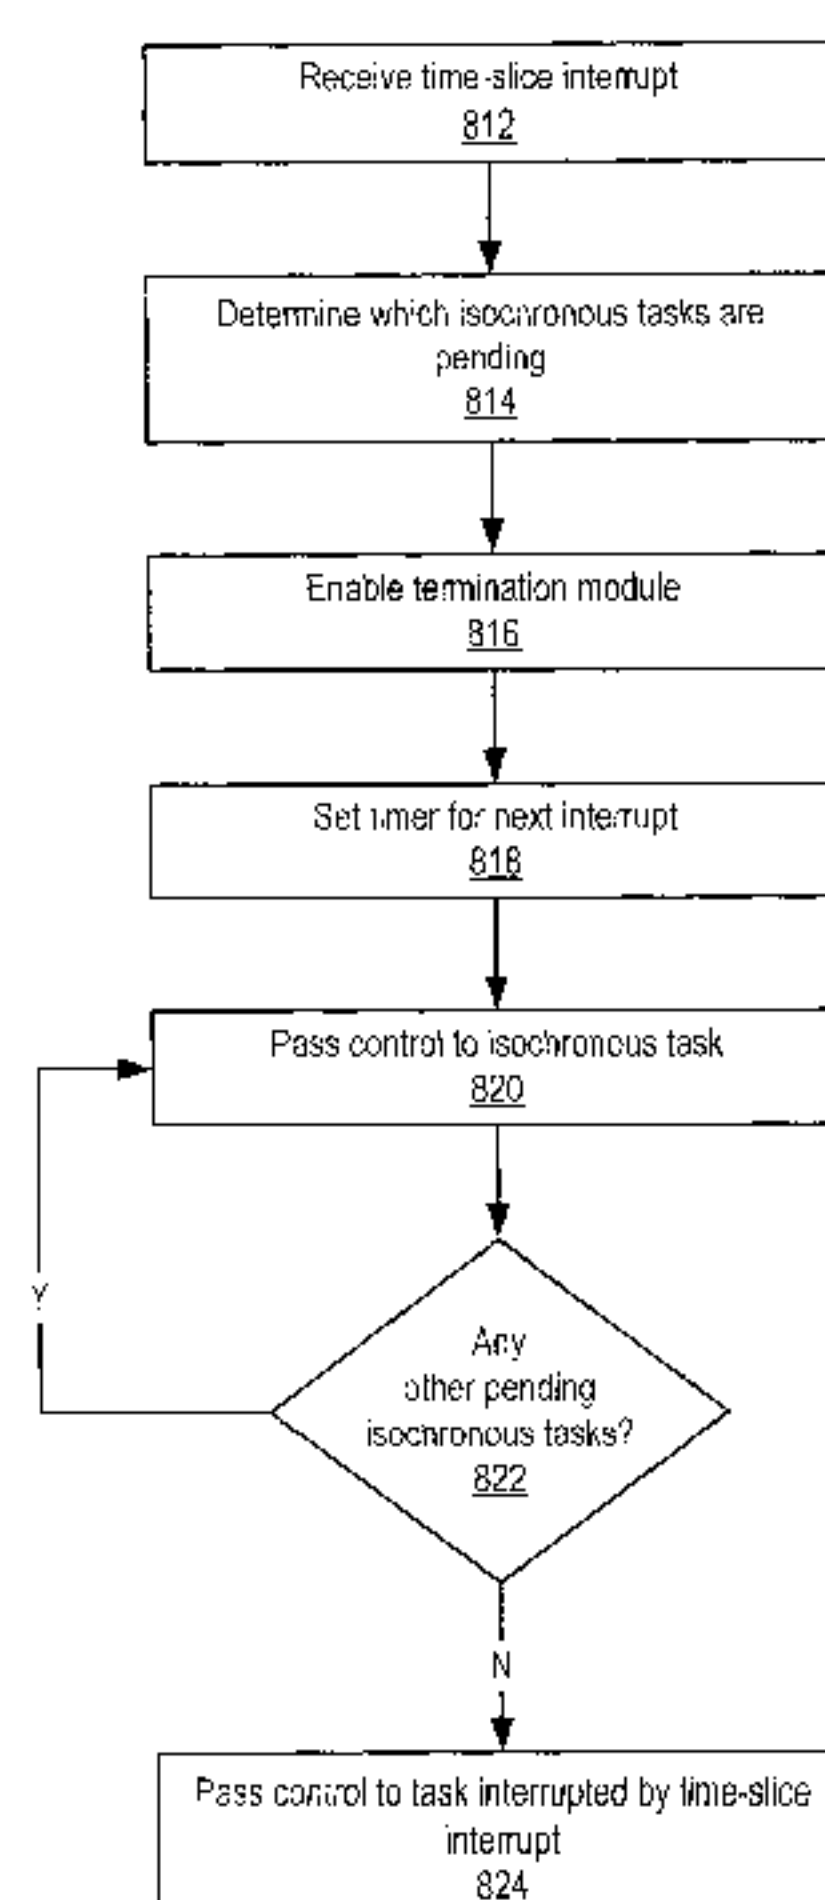 Receive time-slice interrupt
812
Determine which isochronous tasks are
pending
814
Enable termination module
816
Set timer for next interrupt
818
Pass control to isochronous task
820
Y
Any
other pending
isochronous tasks?
822
N
Pass control to task interrupted by time-slice
interrupt
824